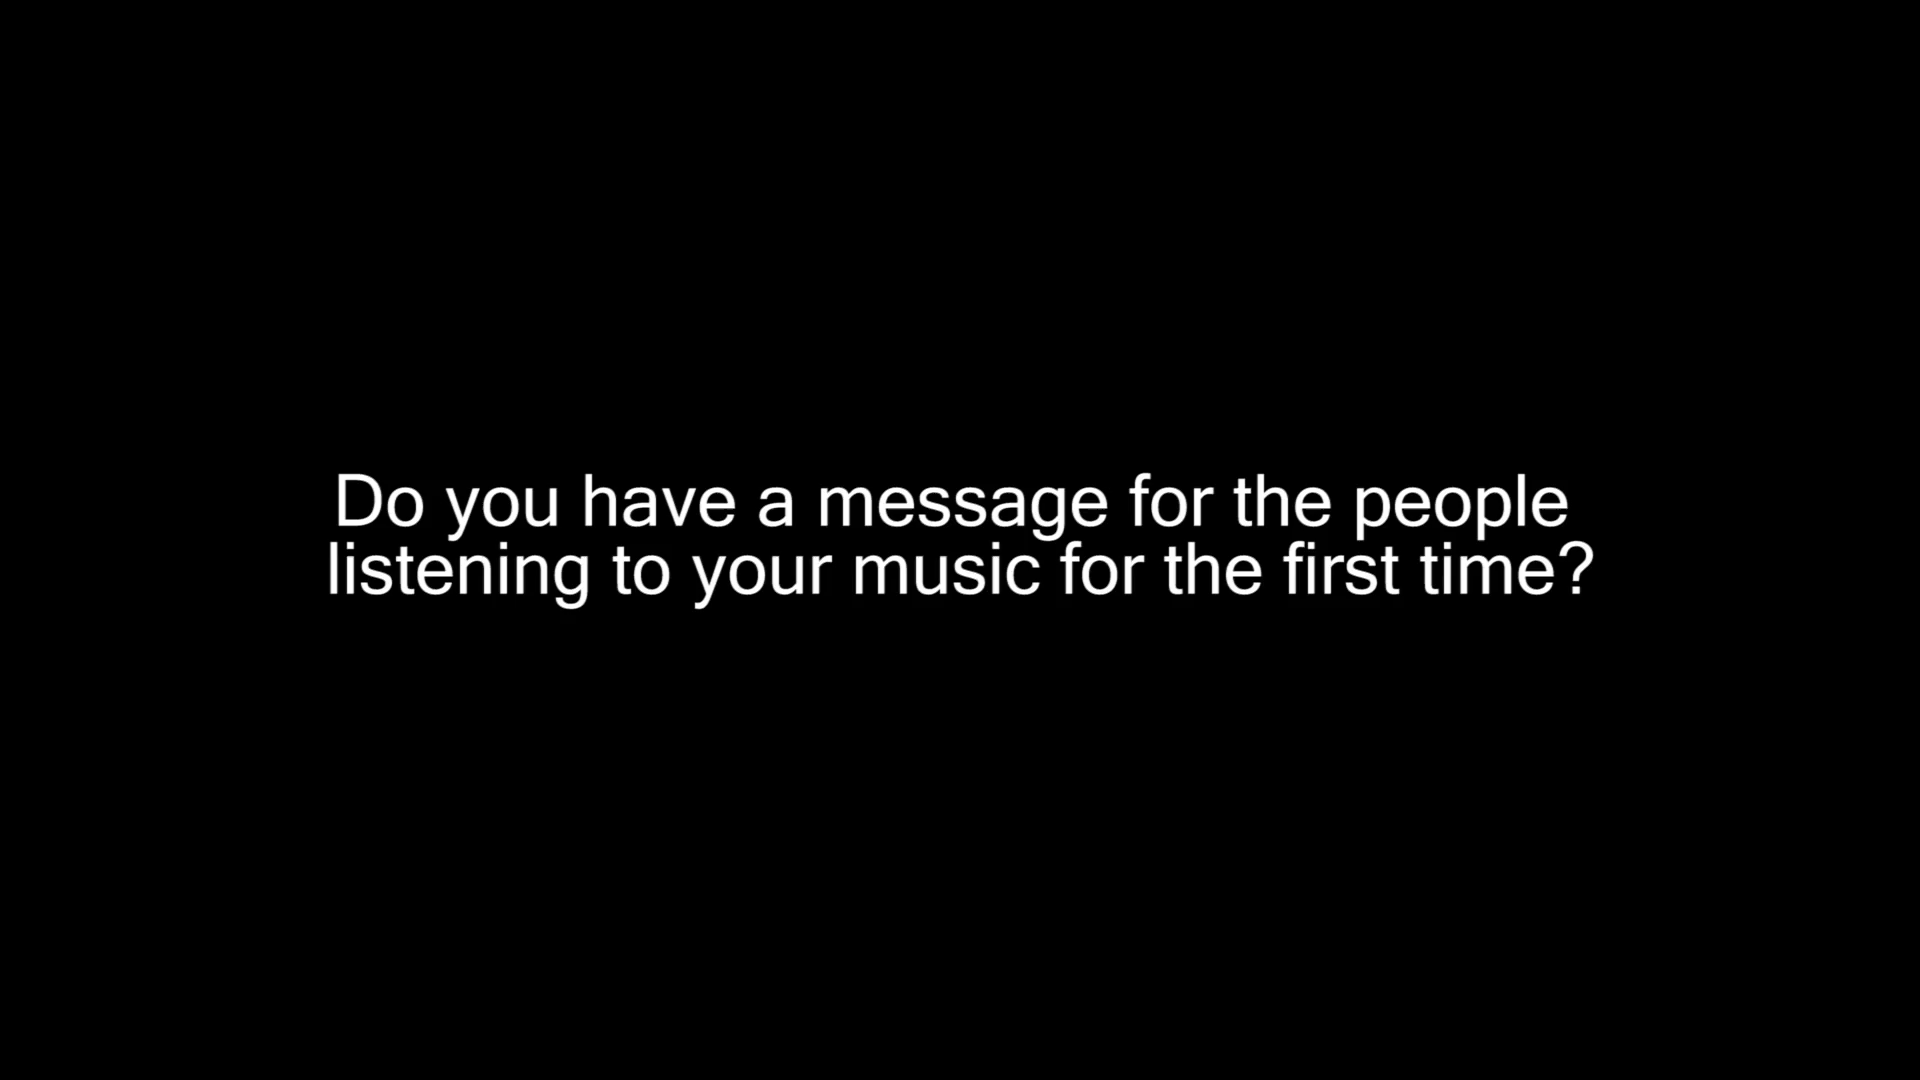 Do you have a message for the people
listening to your music for the first time?